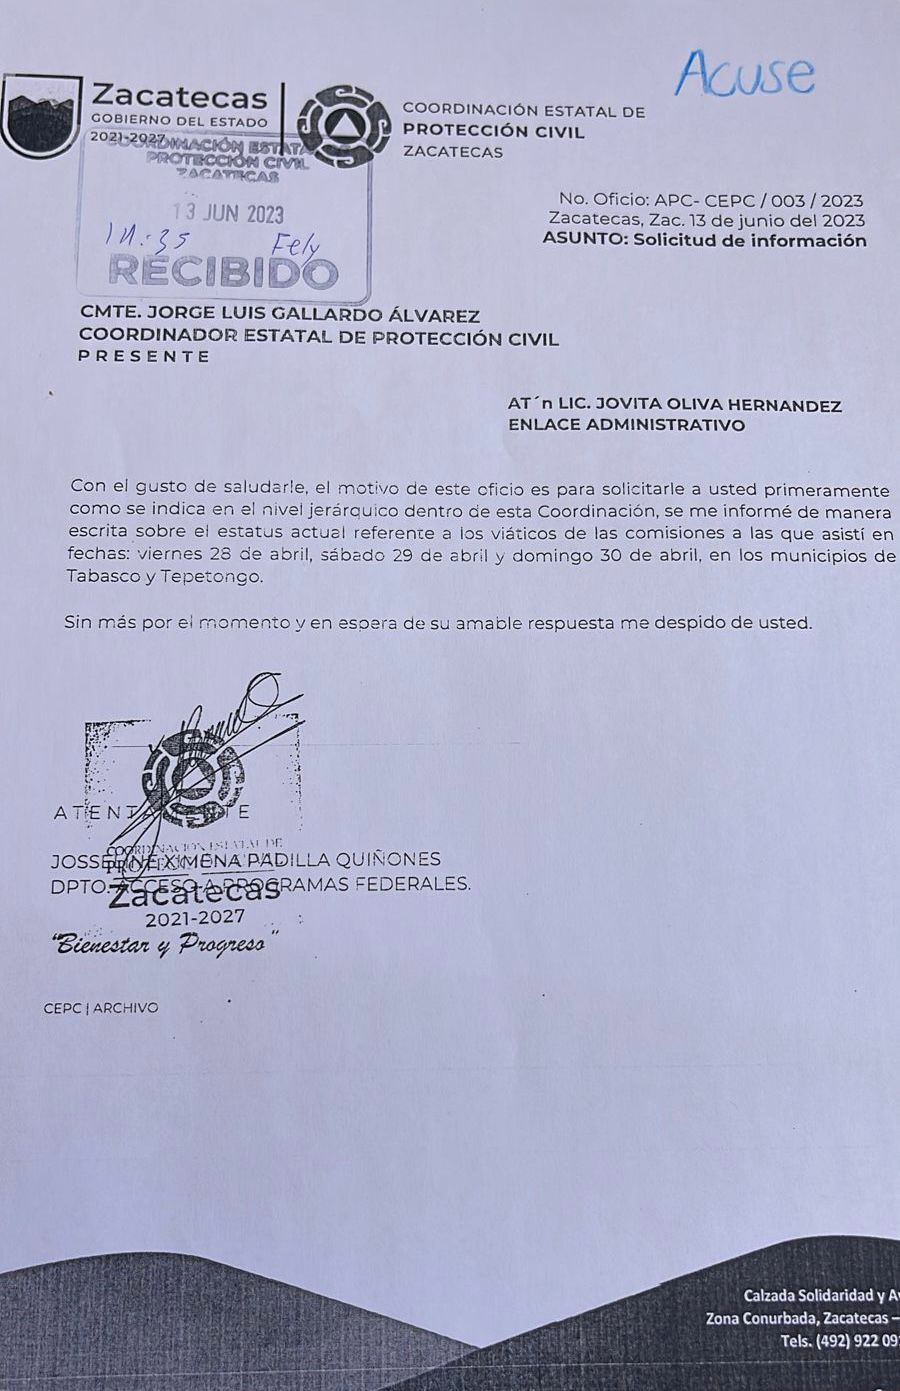 Acuse
Zacatecas
GOBIERNO DEL ESTADO
2021-2027
COORDINACIÓN ESTATAL DE
PROTECCIÓN CIVIL
ZACATECAS
COORDINACIÓN ESTATAL
PROTECCIÓN CIVIL
ZACATECAS
13 JUN 2023
Fely
RECIBIDO
No. Oficio: APC- CEPC / 003 / 2023
Zacatecas, Zac. 13 de junio del 2023
ASUNTO: Solicitud de información
CMTE. JORGE LUIS GALLARDO ÁLVAREZ
COORDINADOR ESTATAL DE PROTECCIÓN CIVIL
P R E S E N T E
AT´n LIC. JOVITA OLIVA HERNANDEZ
ENLACE ADMINISTRATIVO
Con el gusto de saludarle, el motivo de este oficio es para solicitarle a usted primeramente
como se indica en el nivel jerárquico dentro de esta Coordinación, se me informé de manera
escrita sobre el estatus actual referente a los viáticos de las comisiones a las que asistí en
fechas: viernes 28 de abril, sábado 29 de abril y domingo 30 de abril, en los municipios de
Tabasco y Tepetongo.
Sin más por el momento y en espera de su amable respuesta me despido de usted.
A T E N T A M E N T E
COORDINACIÓN ESTATAL DE
JOSSELINE XIMENA PADILLA QUIÑONES
DPTO. ACCESO A PROGRAMAS FEDERALES.
Zacatecas
2021-2027
"Bienestar y Progreso"
CEPC | ARCHIVO
Calzada Solidaridad y
Zona Conurbada, Zacatecas –
Tels. (492) 922 09